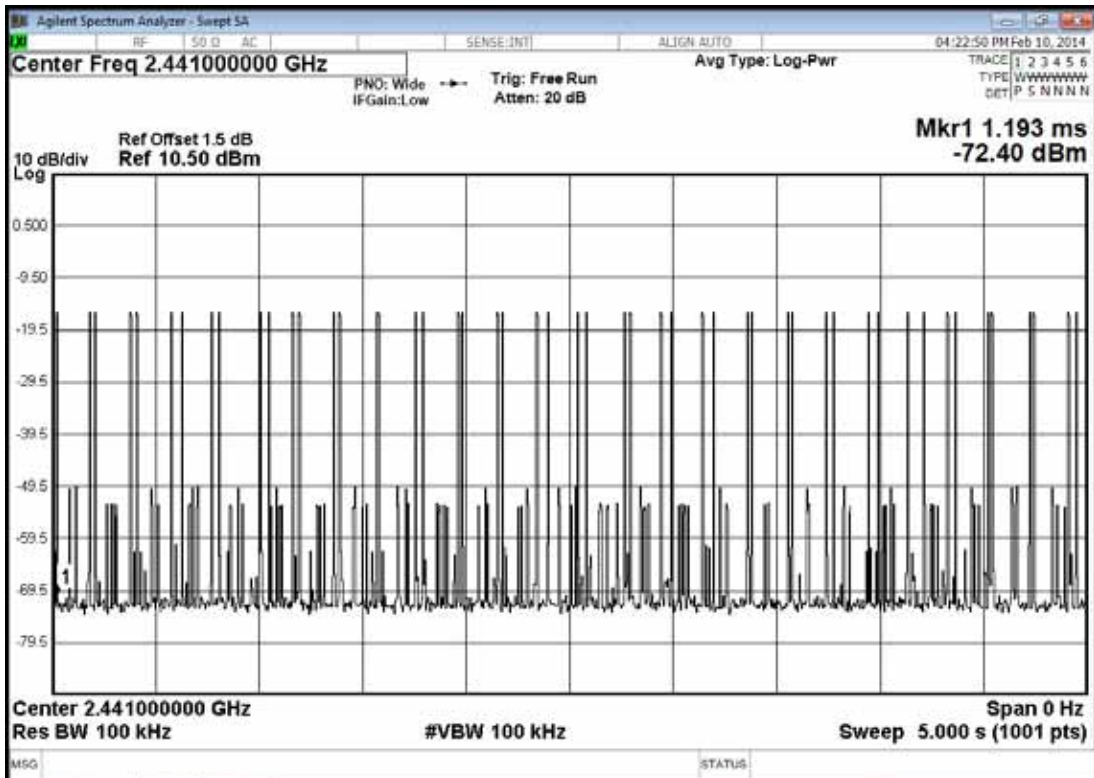 Agilent Spectrum Analyzer - Swept SA
LXI RF 50 Ω AC SENSE:INT ALIGN AUTO 04:22:50 PM Feb 10, 2014
Center Freq 2.441000000 GHz Avg Type: Log-Pwr TRACE 1 2 3 4 5 6
PNO: Wide Trig: Free Run TYPE WWWWWWW
IFGain:Low Atten: 20 dB DET P S N N N N
Mkr1 1.193 ms
Ref Offset 1.5 dB
10 dB/div Ref 10.50 dBm -72.40 dBm
Log
0.500
-9.50
-19.5
-29.5
-39.5
-49.5
-59.5
1
-69.5
-79.5
Center 2.441000000 GHz Span 0 Hz
Res BW 100 kHz #VBW 100 kHz Sweep 5.000 s (1001 pts)
MSG STATUS